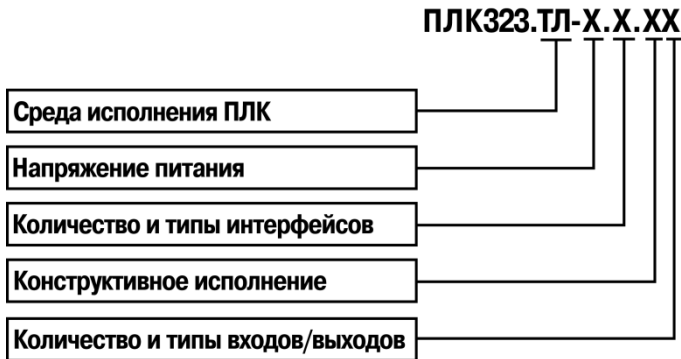 ПЛК323.ТЛ-Х.Х.ХХ
Среда исполнения ПЛК
Напряжение питания
Количество и типы интерфейсов
Конструктивное исполнение
Количество и типы входов/выходов